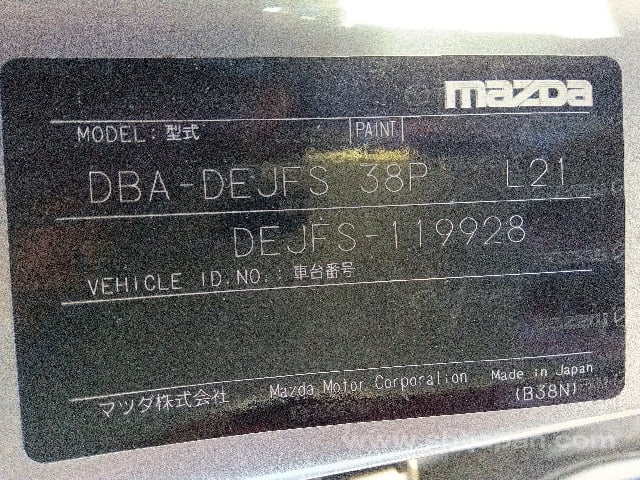 mazda
MODEL: 型式 PAINT
DBA-DEJFS 38P L21
DEJFS-119928
VEHICLE ID.NO.: 車台番号
マツダ株式会社 Mazda Motor Corporation Made in Japan
(B38N)